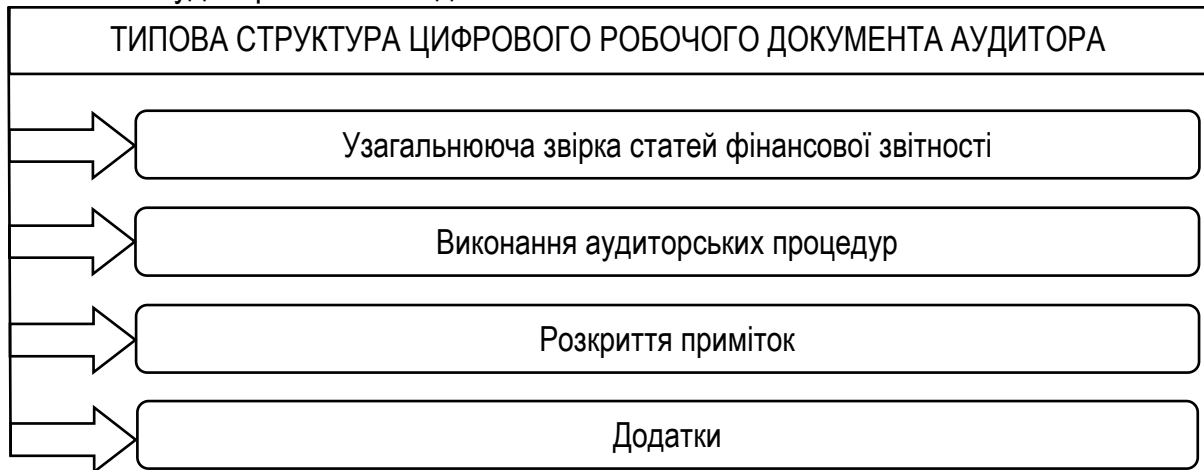 ТИПОВА СТРУКТУРА ЦИФРОВОГО РОБОЧОГО ДОКУМЕНТА АУДИТОРА
Узагальнююча звірка статей фінансової звітності
Виконання аудиторських процедур
Розкриття приміток
Додатки